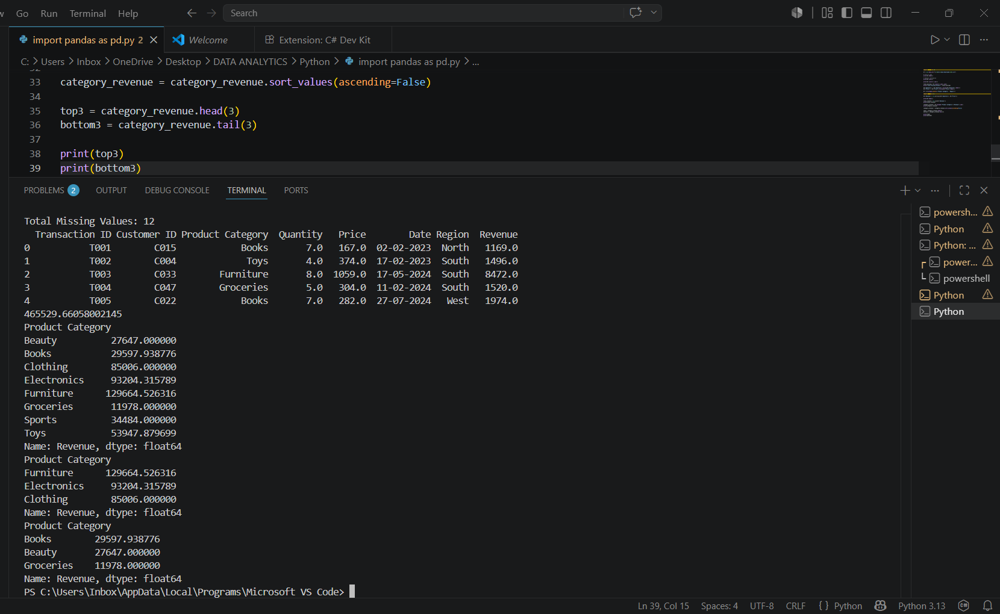 Go Run Terminal Help Search
import pandas as pd.py 2 Welcome Extension: C# Dev Kit
C: > Users > Inbox > OneDrive > Desktop > DATA ANALYTICS > Python > import pandas as pd.py > ...
33 category_revenue = category_revenue.sort_values(ascending=False)
34
35 top3 = category_revenue.head(3)
36 bottom3 = category_revenue.tail(3)
37
38 print(top3)
39 print(bottom3)
PROBLEMS 2 OUTPUT DEBUG CONSOLE TERMINAL PORTS
Total Missing Values: 12
Transaction ID Customer ID Product Category Quantity Price Date Region Revenue
0 T001 C015 Books 7.0 167.0 02-02-2023 North 1169.0
1 T002 C004 Toys 4.0 374.0 17-02-2023 South 1496.0
2 T003 C033 Furniture 8.0 1059.0 17-05-2024 South 8472.0
3 T004 C047 Groceries 5.0 304.0 11-02-2024 South 1520.0
4 T005 C022 Books 7.0 282.0 27-07-2024 West 1974.0
465529.66058002145
Product Category
Beauty 27647.000000
Books 29597.938776
Clothing 85006.000000
Electronics 93204.315789
Furniture 129664.526316
Groceries 11978.000000
Sports 34484.000000
Toys 53947.879699
Name: Revenue, dtype: float64
Product Category
Furniture 129664.526316
Electronics 93204.315789
Clothing 85006.000000
Name: Revenue, dtype: float64
Product Category
Books 29597.938776
Beauty 27647.000000
Groceries 11978.000000
Name: Revenue, dtype: float64
PS C:\Users\Inbox\AppData\Local\Programs\Microsoft VS Code>
powersh...
Python
Python: ...
power...
powershell
Python
Python
Ln 39, Col 15 Spaces: 4 UTF-8 CRLF { } Python Python 3.13